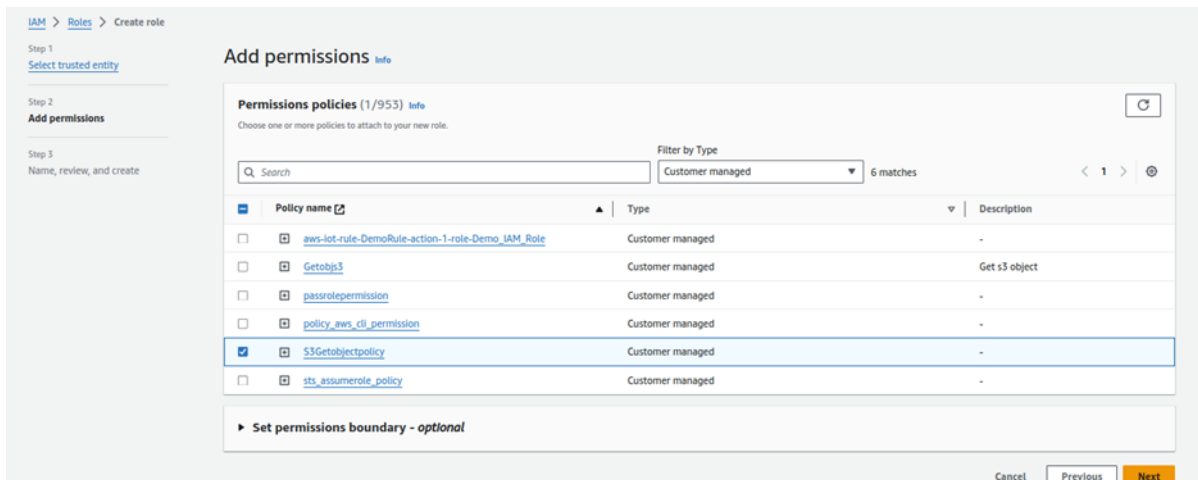 IAM > Roles > Create role
Step 1
Select trusted entity
Step 2
Add permissions
Step 3
Name, review, and create
Add permissions Info
Permissions policies (1/953) Info
Choose one or more policies to attach to your new role.
Filter by Type
Search
Customer managed
6 matches
< 1 >
Policy name
Type
Description
aws-iot-rule-DemoRule-action-1-role-Demo_IAM_Role Customer managed -
Getobjs3 Customer managed Get s3 object
passrolepermission Customer managed -
policy_aws_cli_permission Customer managed -
S3Getobjectpolicy Customer managed -
sts_assumerole_policy Customer managed -
Set permissions boundary - optional
Cancel Previous Next